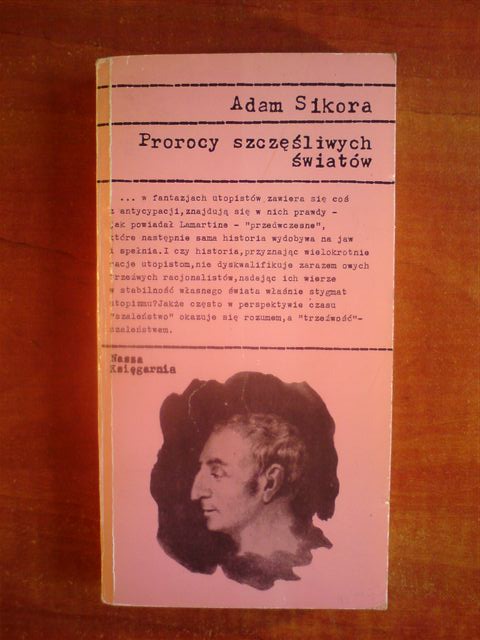 Adam Sikora
Prorocy szczęśliwych
światów
... w fantazjach utopistów zawiera się coś
z antycypacji,znajdują się w nich prawdy -
jak powiadał Lamartine - "przedwczesne",
które następnie sama historia wydobywa na jaw
i spełnia.I czy historia,przyznając wielokrotnie
rację utopistom,nie dyskwalifikuje zarazem owych
trzeźwych racjonalistów,nadając ich wierze
w stabilność własnego świata właśnie stygmat
utopizmu?Jakże często w perspektywie czasu
"szaleństwo" okazuje się rozumem,a "trzeźwość"-
szaleństwem.
Nasza
Księgarnia